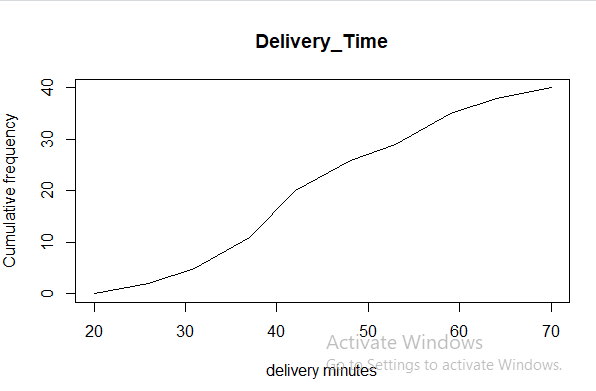 Delivery_Time
Cumulative frequency
40
30
20
10
0
20 30 40 50 60 70
delivery minutes
Activate Windows
Go to Settings to activate Windows.